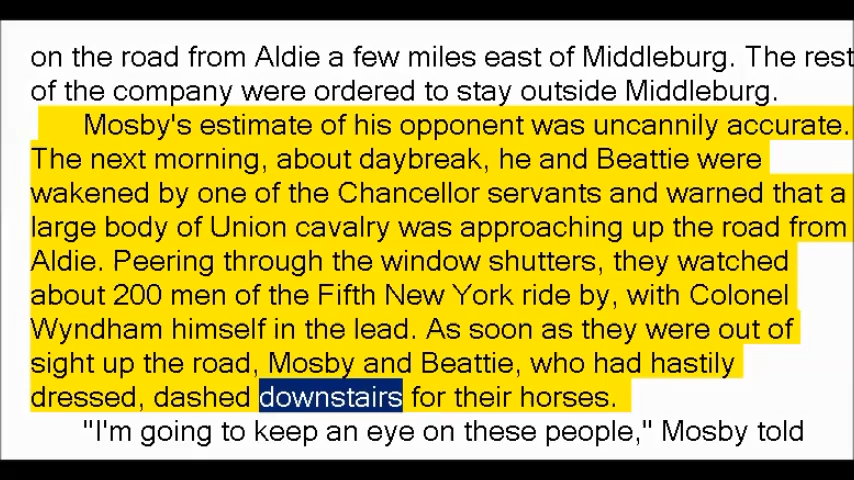 on the road from Aldie a few miles east of Middleburg. The rest
of the company were ordered to stay outside Middleburg.
Mosby's estimate of his opponent was uncannily accurate.
The next morning, about daybreak, he and Beattie were
wakened by one of the Chancellor servants and warned that a
large body of Union cavalry was approaching up the road from
Aldie. Peering through the window shutters, they watched
about 200 men of the Fifth New York ride by, with Colonel
Wyndham himself in the lead. As soon as they were out of
sight up the road, Mosby and Beattie, who had hastily
dressed, dashed downstairs for their horses.
"I'm going to keep an eye on these people," Mosby told